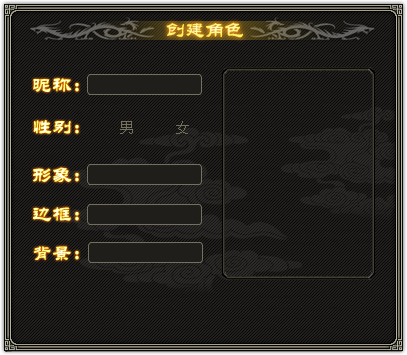 创建角色
昵称：
性别： 男 女
形象：
边框：
背景：